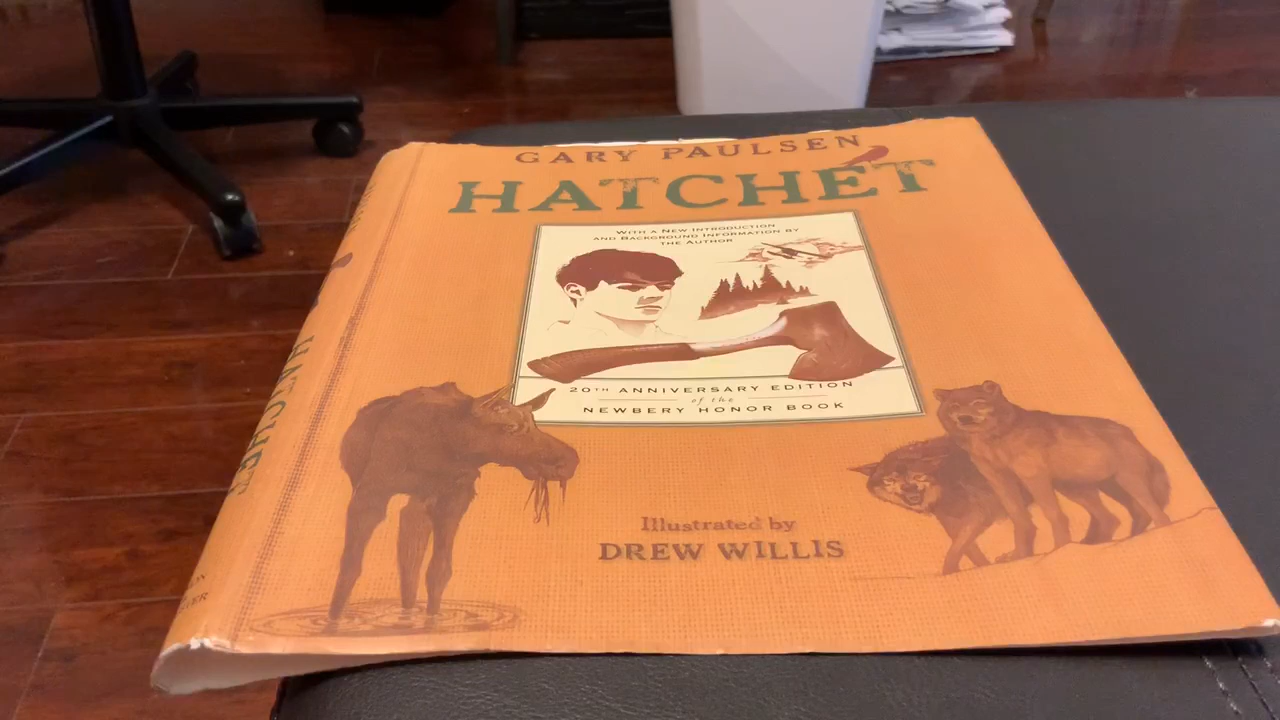 GARY PAULSEN
HATCHET
WITH A NEW INTRODUCTION
AND BACKGROUND INFORMATION BY
THE AUTHOR
20TH ANNIVERSARY EDITION
of the
NEWBERY HONOR BOOK
Illustrated by
DREW WILLIS
HATCHET